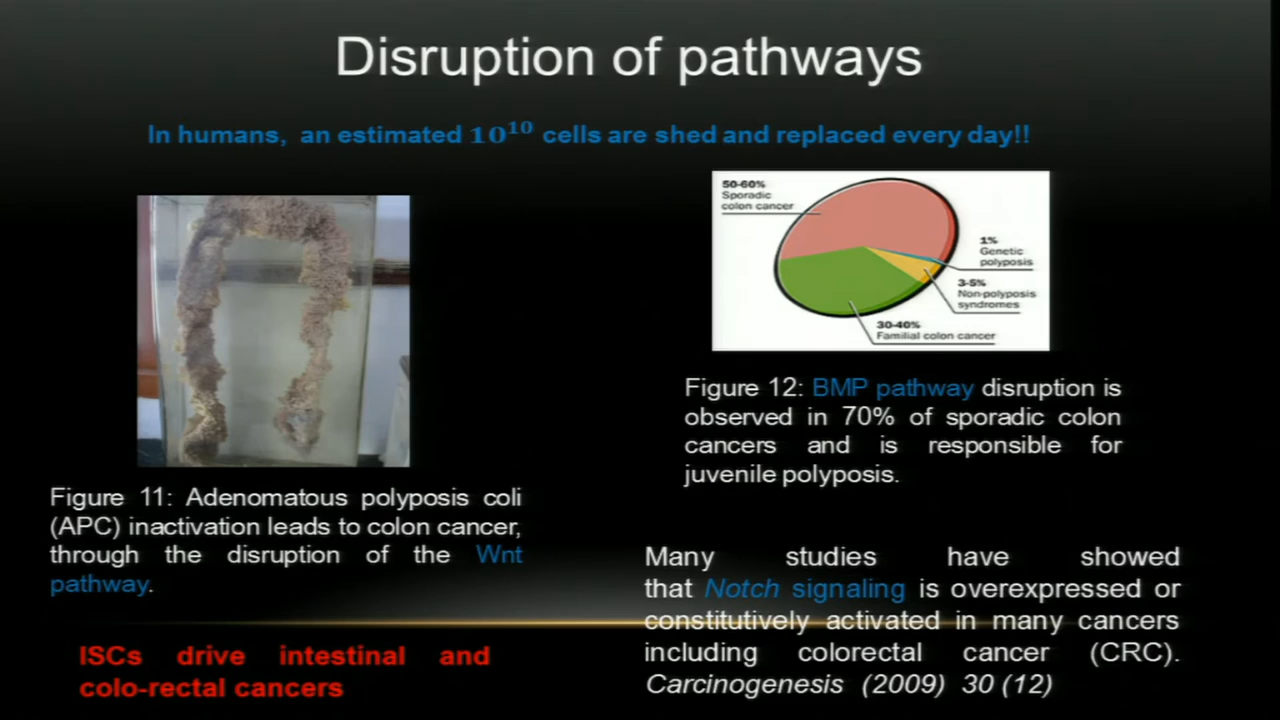 Disruption of pathways
In humans, an estimated 10¹⁰ cells are shed and replaced every day!!
50-60%
Sporadic
colon cancer
1%
Genetic
polyposis
3-5%
Non-polyposis
syndromes
30-40%
Familial colon cancer
Figure 11: Adenomatous polyposis coli
(APC) inactivation leads to colon cancer,
through the disruption of the Wnt
pathway.
Figure 12: BMP pathway disruption is
observed in 70% of sporadic colon
cancers and is responsible for
juvenile polyposis.
ISCs drive intestinal and
colo-rectal cancers
Many studies have showed
that Notch signaling is overexpressed or
constitutively activated in many cancers
including colorectal cancer (CRC).
Carcinogenesis (2009) 30 (12)